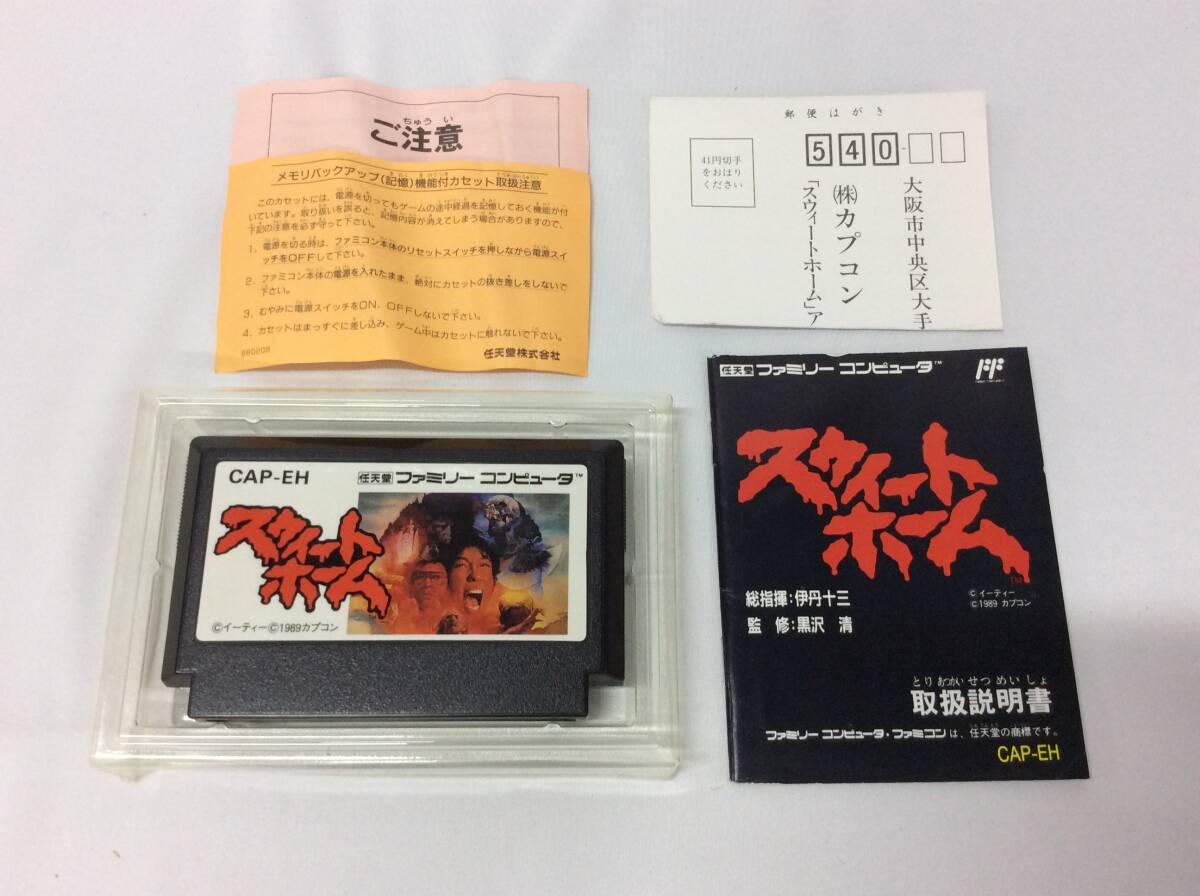 ご注意
ちゅうい
メモリバックアップ(記憶)機能付カセット取扱注意
このカセットには、電源を切ってもゲームの途中経過を記憶しておく機能が付
いています。取り扱いを誤ると、記憶内容が消えてしまう場合がありますので、
下記の注意を必ず守って下さい。
1. 電源を切る時は、ファミコン本体のリセットスイッチを押しながら電源スイ
ッチをOFFして下さい。
2. ファミコン本体の電源を入れたまま、絶対にカセットの抜き差しをしないで
下さい。
3. むやみに電源スイッチをON、OFFしないで下さい。
4. カセットはまっすぐに差し込み、ゲーム中はカセットに触れないで下さい。
880208
任天堂株式会社
郵便はがき
41円切手
をおはり
ください
540-
大阪市中央区大手
(株)カプコン
「スウィートホーム」ア
CAP-EH
任天堂 ファミリー コンピュータ™
スウィート
ホーム
©イーティー©1989 カプコン
任天堂 ファミリー コンピュータ™
スウィート
ホーム
TM
総指揮:伊丹十三
監 修:黒沢 清
©イーティー
©1989 カプコン
とりあつかいせつめいしょ
取扱説明書
ファミリー コンピュータ・ファミコンは、任天堂の商標です。
CAP-EH